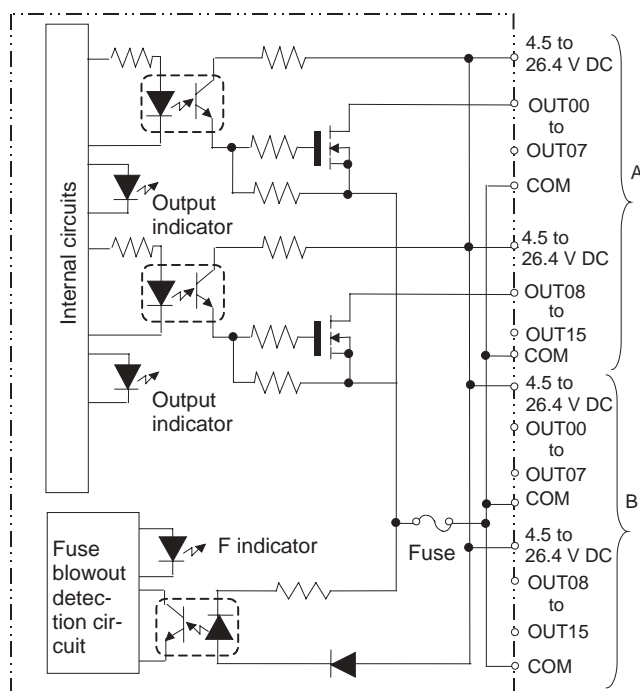 Internal circuits
Output
indicator
Output
indicator
Fuse
blowout
detec-
tion cir-
cuit
F indicator
Fuse
4.5 to
26.4 V DC
OUT00
to
OUT07
COM
4.5 to
26.4 V DC
OUT08
to
OUT15
COM
A
4.5 to
26.4 V DC
OUT00
to
OUT07
COM
4.5 to
26.4 V DC
OUT08
to
OUT15
COM
B